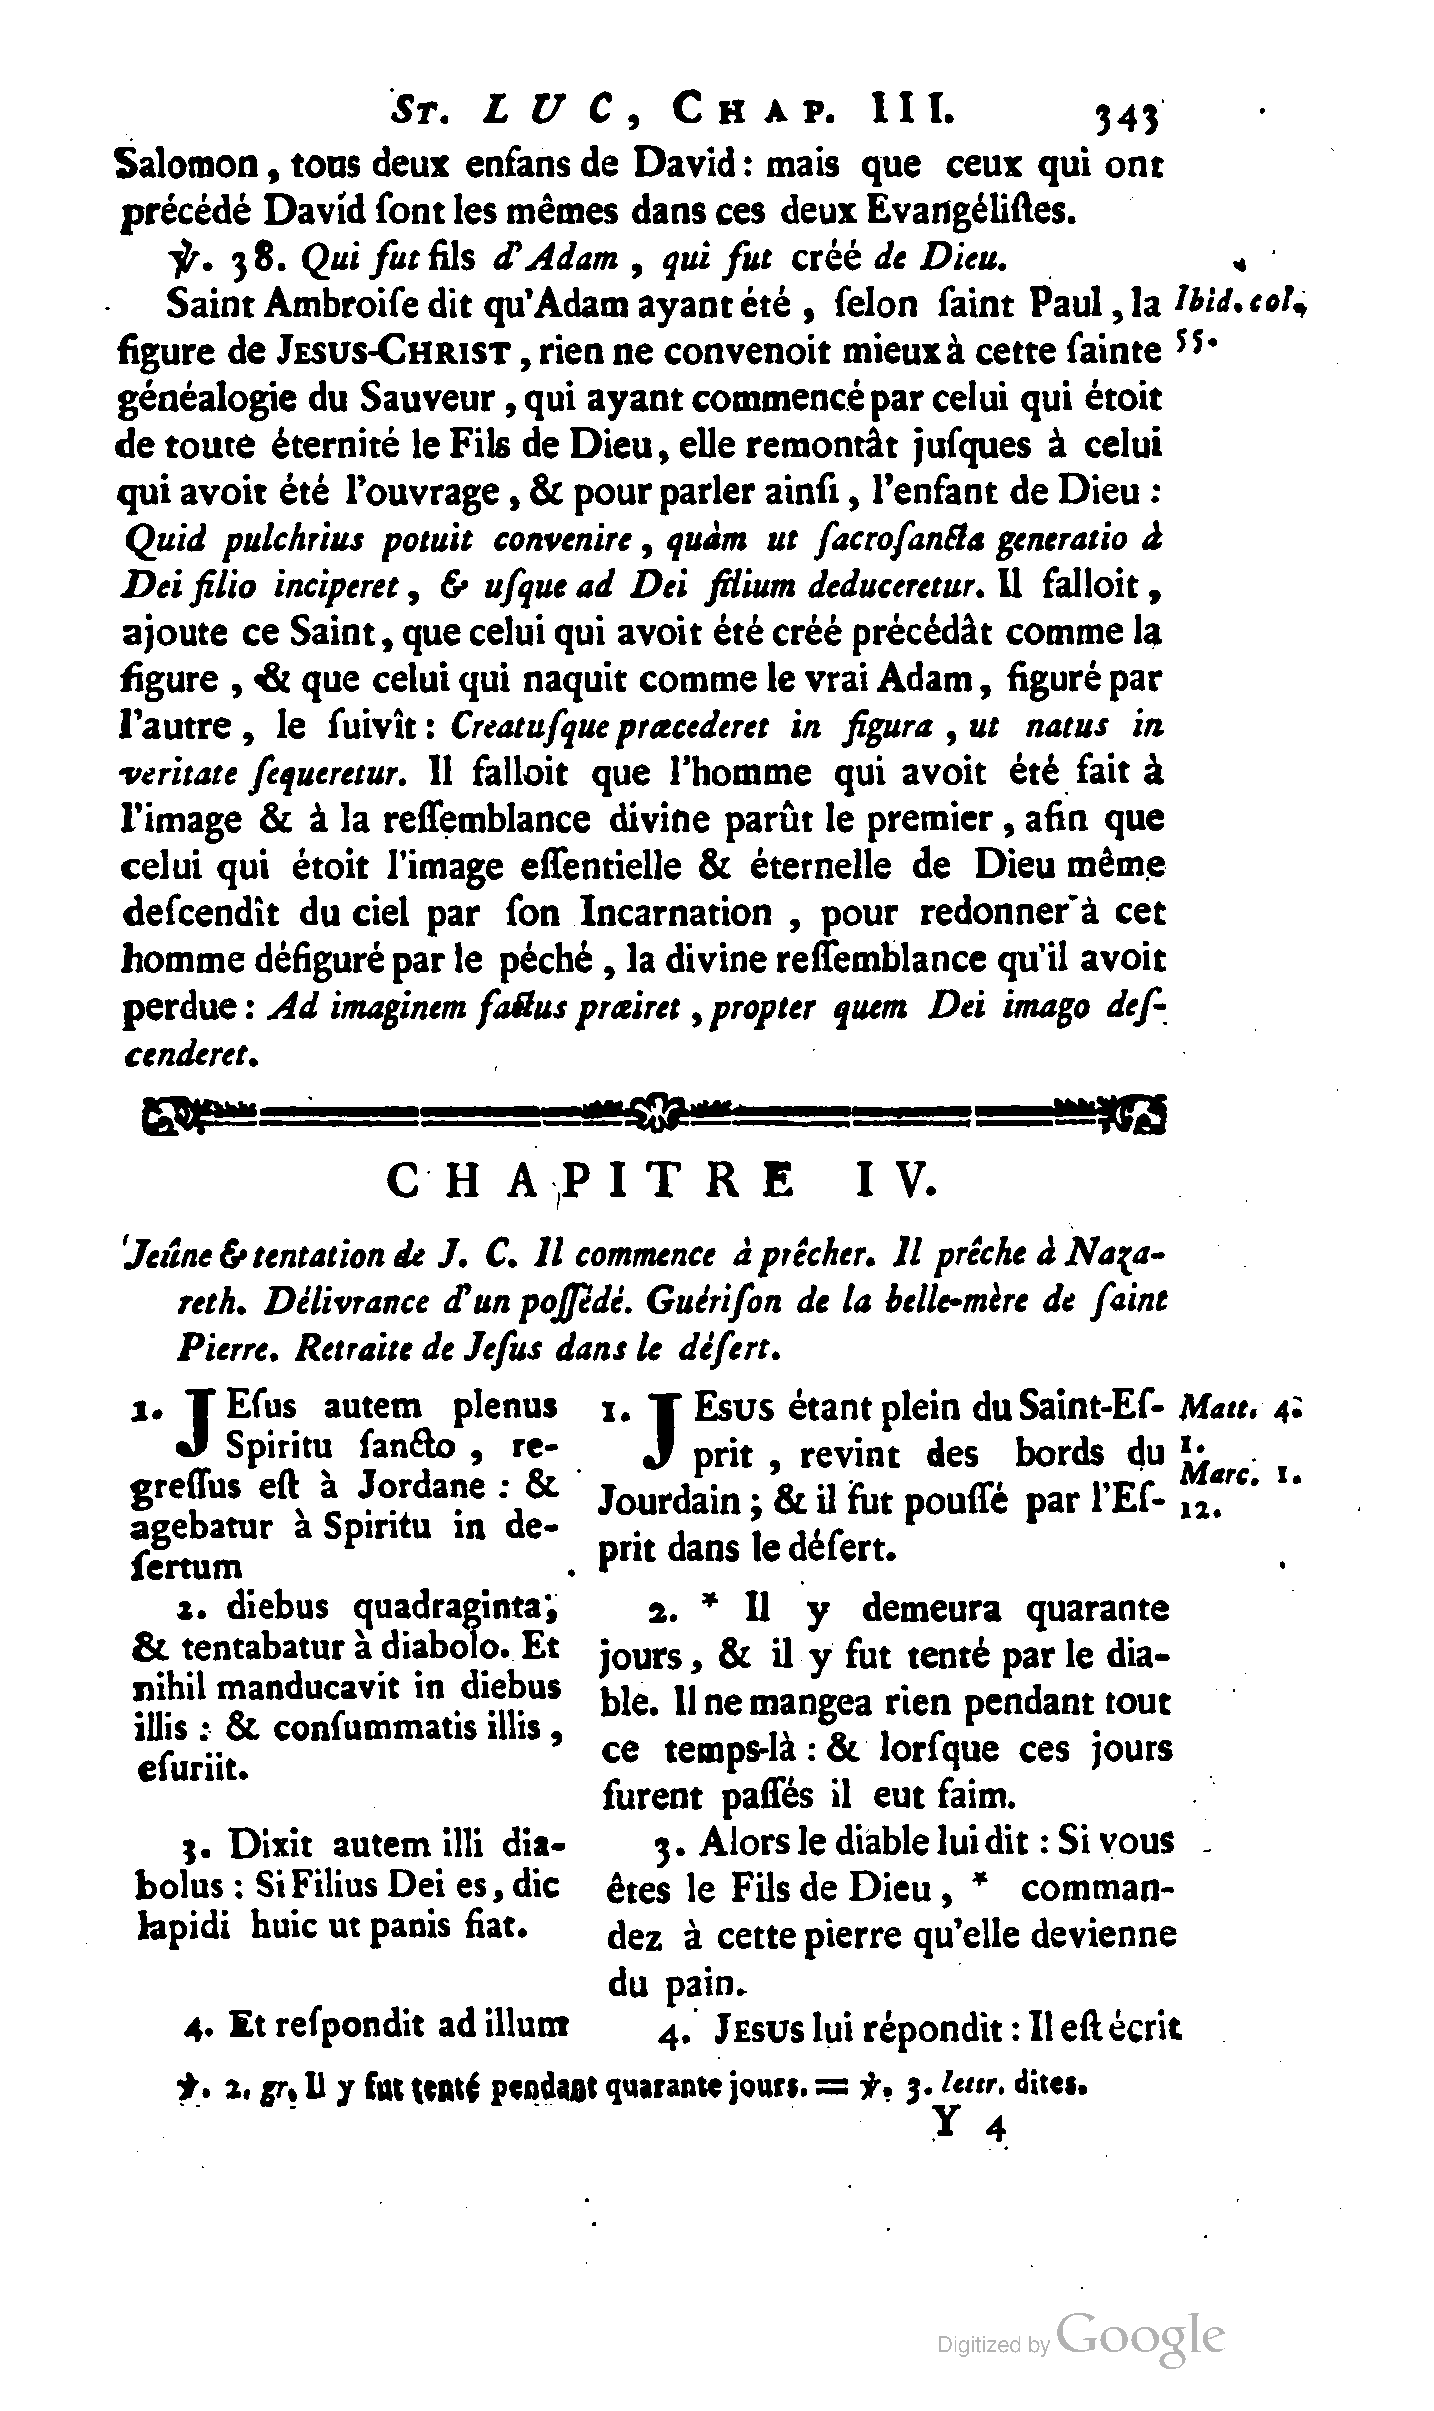 St. LUC, Chap. III. 343
Salomon, tous deux enfans de David: mais que ceux qui ont
précédé David ſont les mêmes dans ces deux Evangéliſtes.
℣. 38. Qui fut fils d'Adam, qui fut créé de Dieu.
Saint Ambroiſe dit qu'Adam ayant été, ſelon ſaint Paul, la
Ibid. col.
figure de JESUS-CHRIST, rien ne convenoit mieux à cette ſainte
55.
généalogie du Sauveur, qui ayant commencé par celui qui étoit
de toute éternité le Fils de Dieu, elle remontât juſques à celui
qui avoit été l'ouvrage, & pour parler ainſi, l'enfant de Dieu:
Quid pulchrius potuit convenire, quàm ut ſacroſancta generatio à
Dei filio inciperet, & uſque ad Dei filium deduceretur. Il falloit,
ajoute ce Saint, que celui qui avoit été créé précédât comme la
figure, & que celui qui naquit comme le vrai Adam, figuré par
l'autre, le ſuivît: Creatuſque præcederet in figura, ut natus in
veritate ſequeretur. Il falloit que l'homme qui avoit été fait à
l'image & à la reſſemblance divine parût le premier, afin que
celui qui étoit l'image eſſentielle & éternelle de Dieu même
deſcendît du ciel par ſon Incarnation, pour redonner à cet
homme défiguré par le péché, la divine reſſemblance qu'il avoit
perdue: Ad imaginem factus præiret, propter quem Dei imago deſ-
cenderet.
CHAPITRE IV.
Jeûne & tentation de J. C. Il commence à prêcher. Il prêche à Naza-
reth. Délivrance d'un poſſédé. Guériſon de la belle-mère de ſaint
Pierre. Retraite de Jeſus dans le déſert.
1. JEſus autem plenus
Spiritu ſancto, re-
greſſus eſt à Jordane: &
agebatur à Spiritu in de-
ſertum
2. diebus quadraginta;
& tentabatur à diabolo. Et
nihil manducavit in diebus
illis: & conſummatis illis,
eſuriit.
3. Dixit autem illi dia-
bolus: Si Filius Dei es, dic
lapidi huic ut panis fiat.
4. Et reſpondit ad illum
1. JESUS étant plein du Saint-Eſ-
prit, revint des bords du
Jourdain; & il fut pouſſé par l'Eſ-
prit dans le déſert.
2. * Il y demeura quarante
jours, & il y fut tenté par le dia-
ble. Il ne mangea rien pendant tout
ce temps-là: & lorſque ces jours
furent paſſés il eut faim.
3. Alors le diable lui dit: Si vous
êtes le Fils de Dieu, * comman-
dez à cette pierre qu'elle devienne
du pain.
4. JESUS lui répondit: Il eſt écrit
Matt. 4.
1.
Marc. 1.
12.
℣. 2. gr. Il y fut tenté pendant quarante jours. = ℣. 3. lettr. dites.
Y 4
Digitized by Google